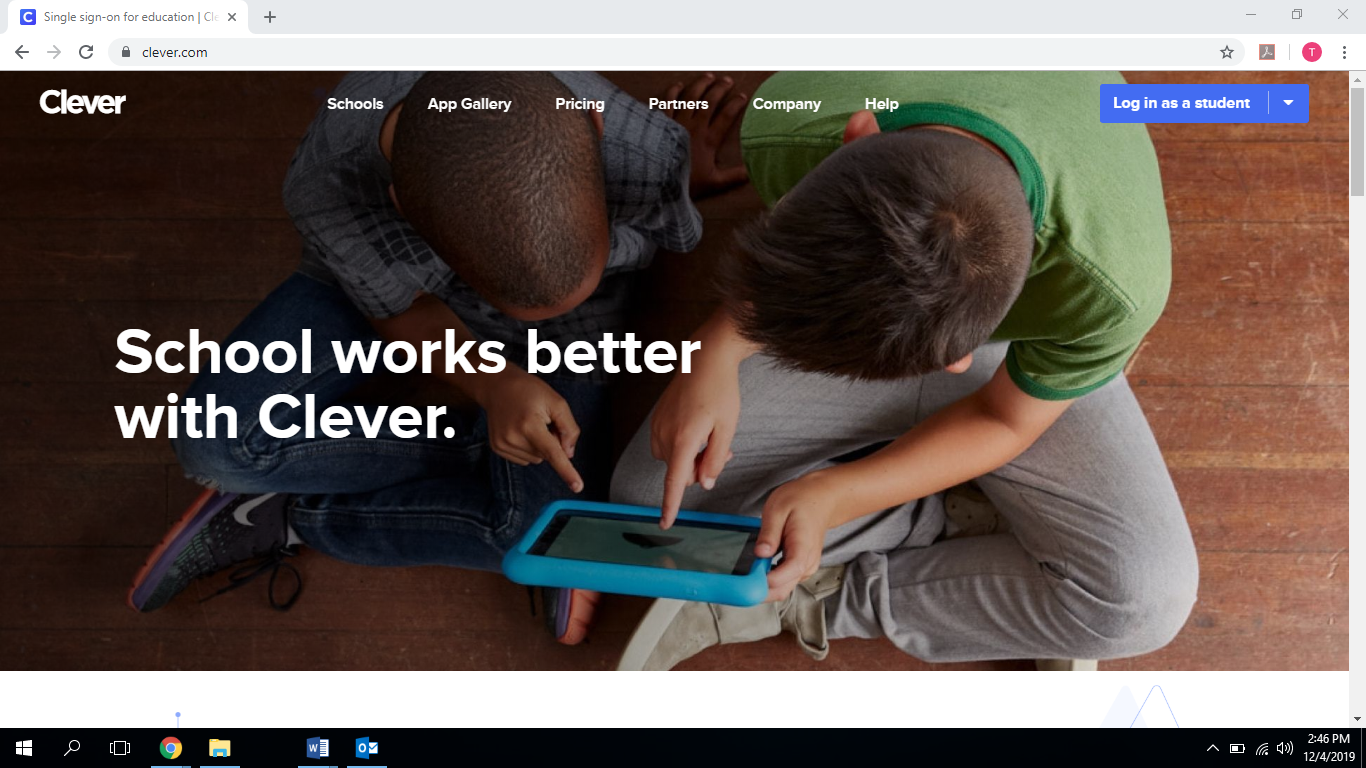 Single sign-on for education | Cle
clever.com
T
Clever
Schools App Gallery Pricing Partners Company Help
Log in as a student
School works better
with Clever.
2:46 PM
12/4/2019